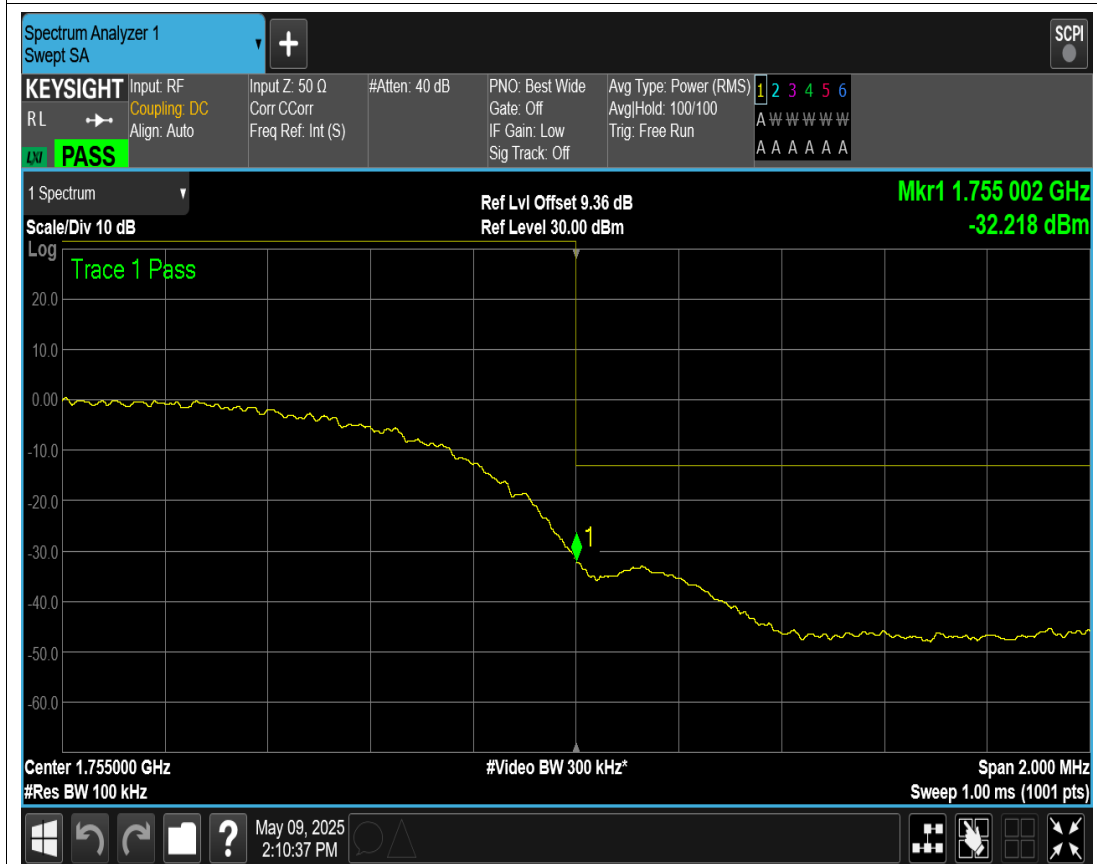 Spectrum Analyzer 1
Swept SA
SCPI
KEYSIGHT
RL
LXI PASS
Input: RF
Coupling: DC
Align: Auto
Input Z: 50 Ω
Corr CCorr
Freq Ref: Int (S)
#Atten: 40 dB
PNO: Best Wide
Gate: Off
IF Gain: Low
Sig Track: Off
Avg Type: Power (RMS)
Avg|Hold: 100/100
Trig: Free Run
1 2 3 4 5 6
A W W W W W
A A A A A A
1 Spectrum
Scale/Div 10 dB
Ref Lvl Offset 9.36 dB
Ref Level 30.00 dBm
Mkr1 1.755 002 GHz
-32.218 dBm
Log
Trace 1 Pass
20.0
10.0
0.00
-10.0
-20.0
-30.0
-40.0
-50.0
-60.0
1
Center 1.755000 GHz
#Res BW 100 kHz
#Video BW 300 kHz*
Span 2.000 MHz
Sweep 1.00 ms (1001 pts)
?
May 09, 2025
2:10:37 PM